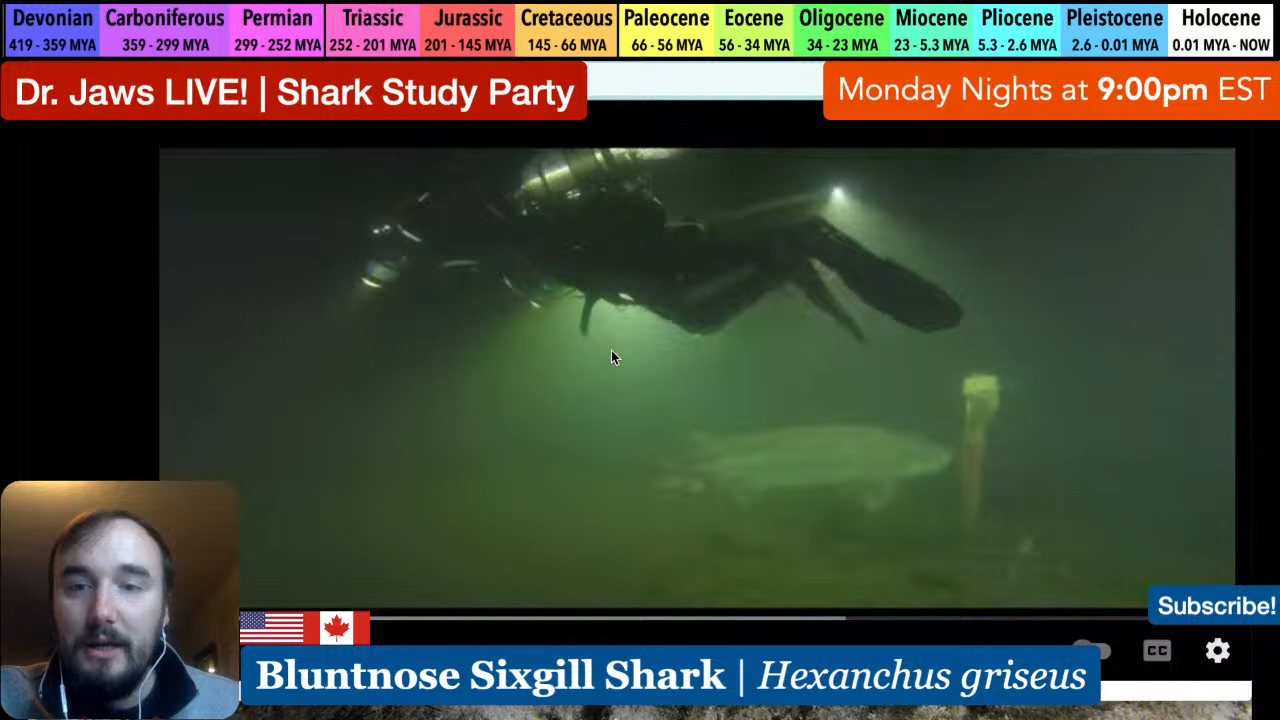 Devonian Carboniferous Permian Triassic Jurassic Cretaceous Paleocene Eocene Oligocene Miocene Pliocene Pleistocene Holocene
419 - 359 MYA 359 - 299 MYA 299 - 252 MYA 252 - 201 MYA 201 - 145 MYA 145 - 66 MYA 66 - 56 MYA 56 - 34 MYA 34 - 23 MYA 23 - 5.3 MYA 5.3 - 2.6 MYA 2.6 - 0.01 MYA 0.01 MYA - NOW
Dr. Jaws LIVE! | Shark Study Party
Monday Nights at 9:00pm EST
Subscribe!
CC
Bluntnose Sixgill Shark | Hexanchus griseus